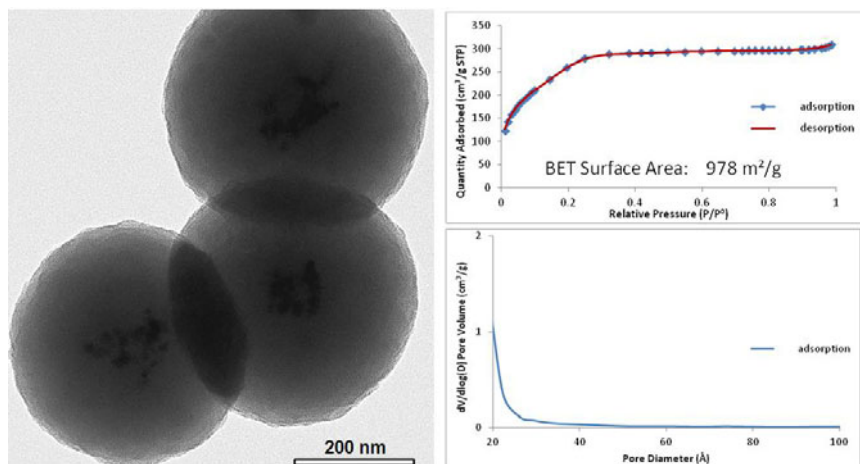 200 nm
Quantity Adsorbed (cm³/g STP)
350
300
250
200
150
100
50
0
adsorption
desorption
BET Surface Area: 978 m²/g
0 0.2 0.4 0.6 0.8 1
Relative Pressure (P/P⁰)
dV/dlog(D) Pore Volume (cm³/g)
2
1
0
adsorption
20 40 60 80 100
Pore Diameter (Å)